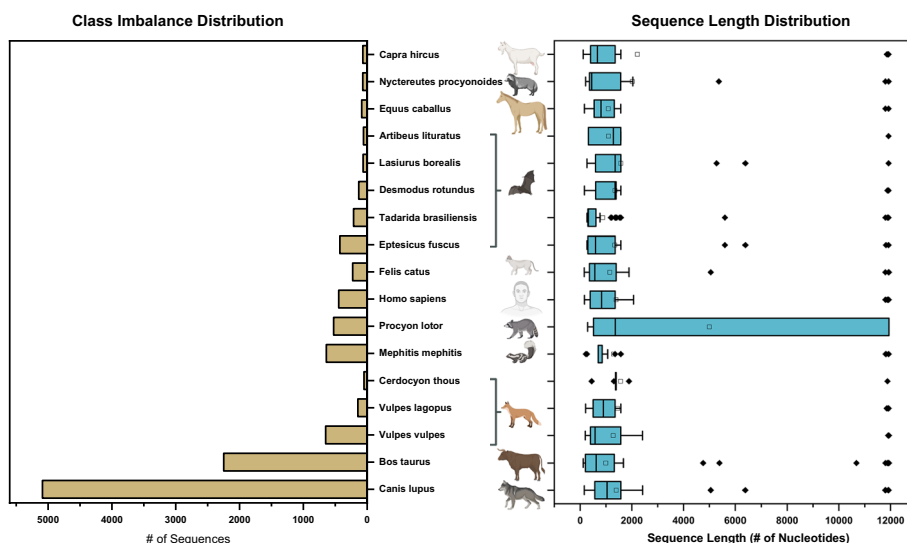 Class Imbalance Distribution
Sequence Length Distribution
Capra hircus
Nyctereutes procyonoides
Equus caballus
Artibeus lituratus
Lasiurus borealis
Desmodus rotundus
Tadarida brasiliensis
Eptesicus fuscus
Felis catus
Homo sapiens
Procyon lotor
Mephitis mephitis
Cerdocyon thous
Vulpes lagopus
Vulpes vulpes
Bos taurus
Canis lupus
5000 4000 3000 2000 1000 0
0 2000 4000 6000 8000 10000 12000
# of Sequences
Sequence Length (# of Nucleotides)